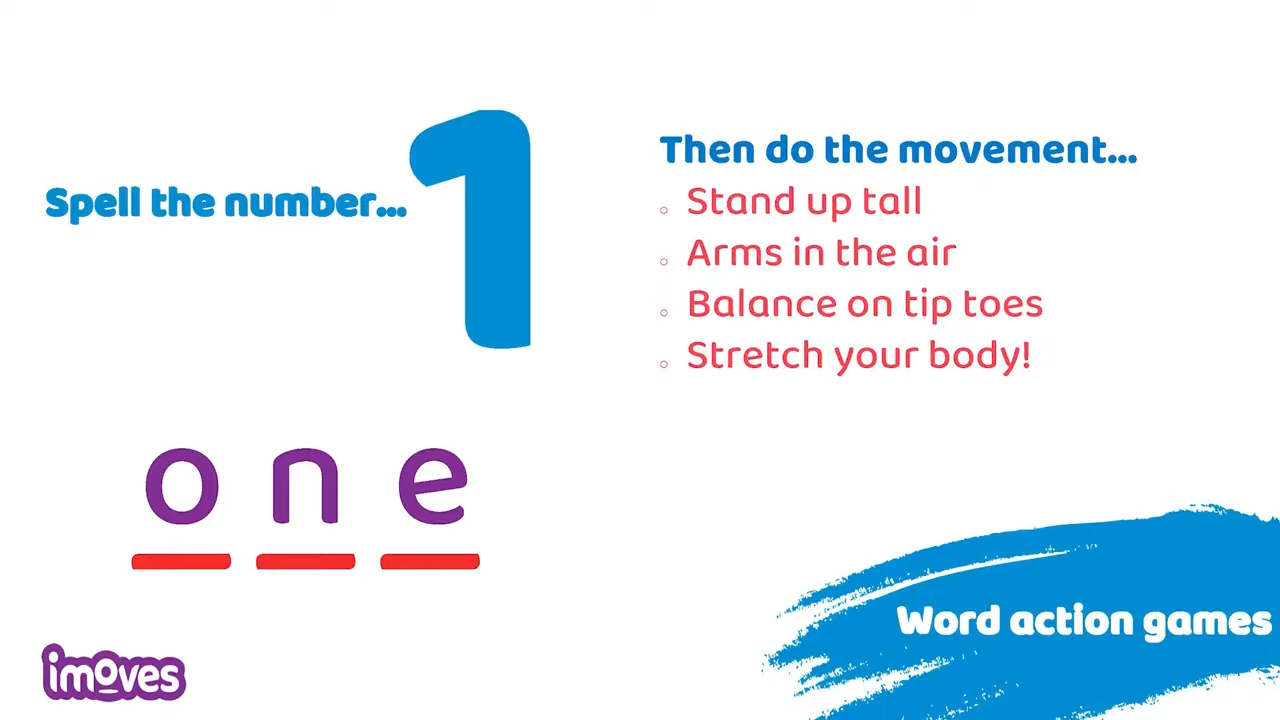 Spell the number...
1
Then do the movement...
Stand up tall
Arms in the air
Balance on tip toes
Stretch your body!
o n e
Word action games
imoves